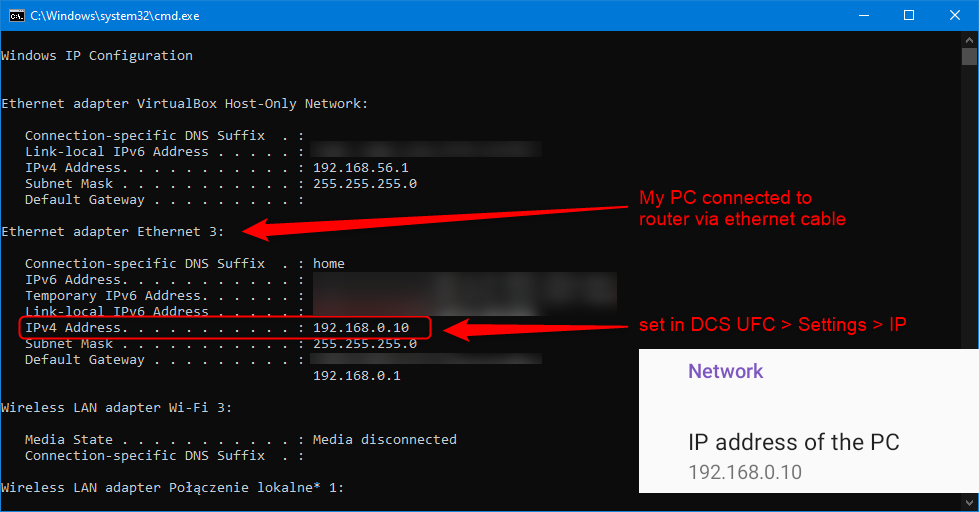 C:\Windows\system32\cmd.exe
Windows IP Configuration
Ethernet adapter VirtualBox Host-Only Network:
Connection-specific DNS Suffix  . :
Link-local IPv6 Address . . . . . :
IPv4 Address. . . . . . . . . . . : 192.168.56.1
Subnet Mask . . . . . . . . . . . : 255.255.255.0
Default Gateway . . . . . . . . . :
My PC connected to
router via ethernet cable
Ethernet adapter Ethernet 3:
Connection-specific DNS Suffix  . : home
IPv6 Address. . . . . . . . . . . :
Temporary IPv6 Address. . . . . . :
Link-local IPv6 Address . . . . . :
IPv4 Address. . . . . . . . . . . : 192.168.0.10
set in DCS UFC > Settings > IP
Subnet Mask . . . . . . . . . . . : 255.255.255.0
Default Gateway . . . . . . . . . :
192.168.0.1
Wireless LAN adapter Wi-Fi 3:
Media State . . . . . . . . . . . : Media disconnected
Connection-specific DNS Suffix  . :
Wireless LAN adapter Połączenie lokalne* 1:
Network
IP address of the PC
192.168.0.10